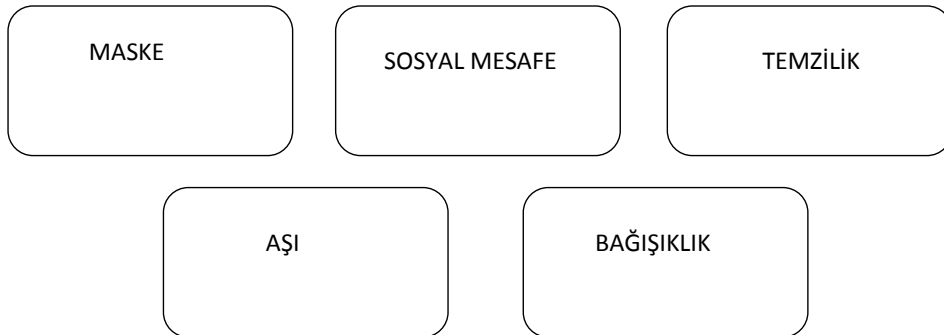 MASKE
SOSYAL MESAFE
TEMZİLİK
AŞI
BAĞIŞIKLIK